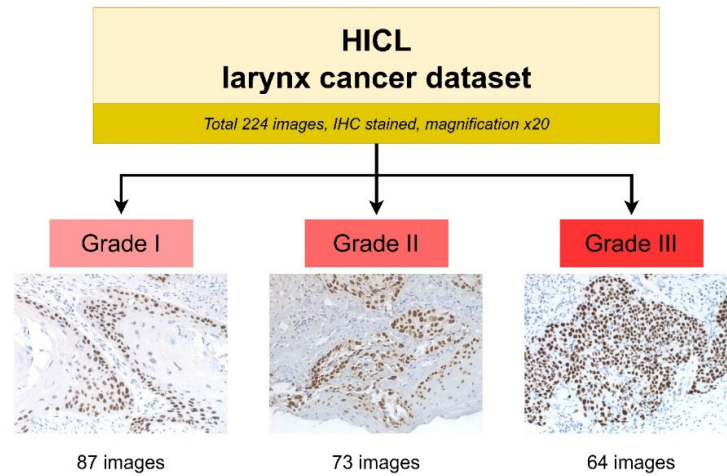 HICL
larynx cancer dataset
Total 224 images, IHC stained, magnification x20
Grade I
Grade II
Grade III
87 images
73 images
64 images